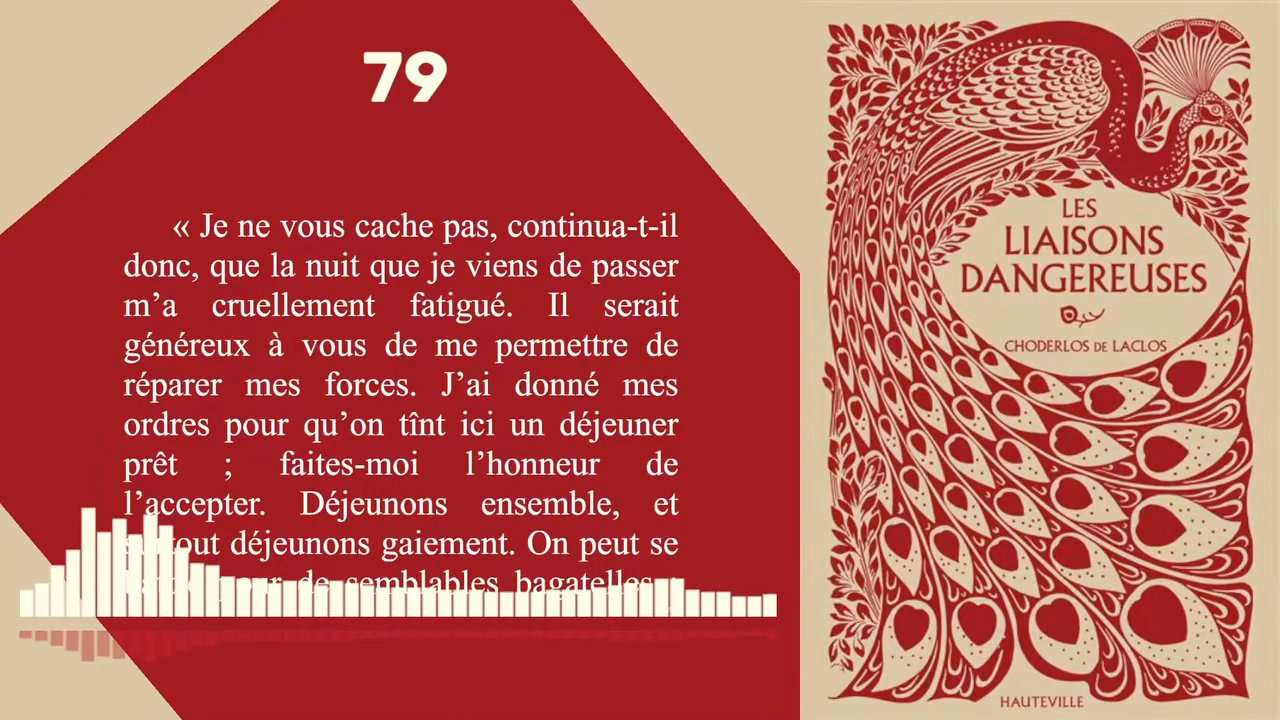 79
« Je ne vous cache pas, continua-t-il
donc, que la nuit que je viens de passer
m’a cruellement fatigué. Il serait
généreux à vous de me permettre de
réparer mes forces. J’ai donné mes
ordres pour qu’on tînt ici un déjeuner
prêt ; faites-moi l’honneur de
l’accepter. Déjeunons ensemble, et
surtout déjeunons gaiement. On peut se
pour de semblables bagatelles ;
LES
LIAISONS
DANGEREUSES
CHODERLOS DE LACLOS
HAUTEVILLE